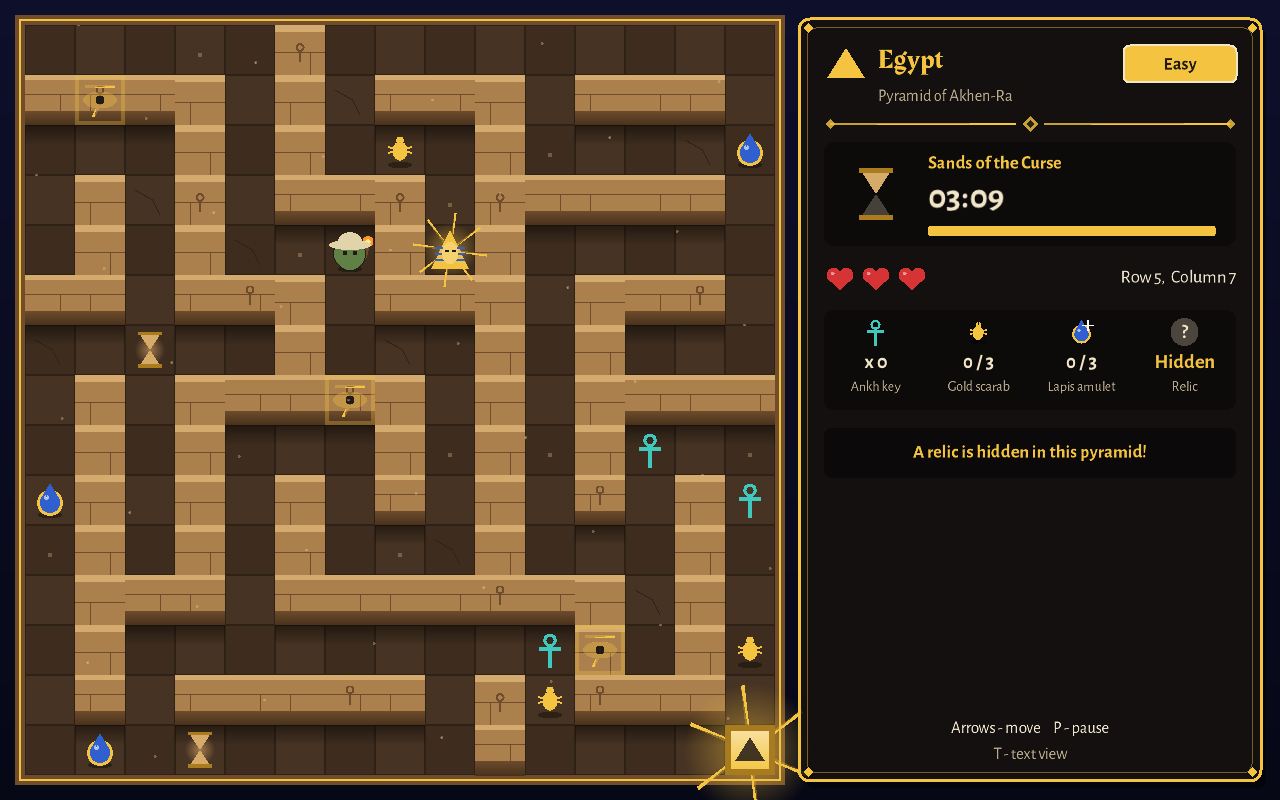 Egypt
Easy
Pyramid of Akhen-Ra
Sands of the Curse
03:09
Row 5, Column 7
x 0
0 / 3
0 / 3
?
Hidden
Ankh key
Gold scarab
Lapis amulet
Relic
A relic is hidden in this pyramid!
Arrows - move P - pause
T - text view